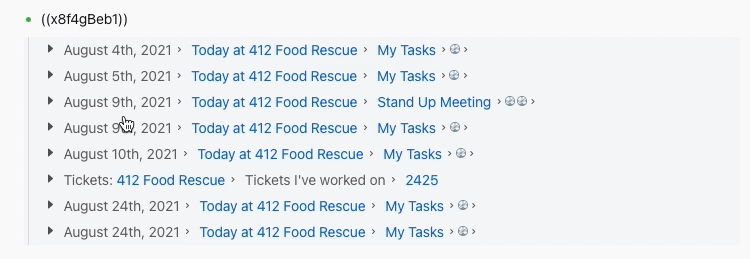 ((x8f4gBeb1))
August 4th, 2021 › Today at 412 Food Rescue › My Tasks › ›
August 5th, 2021 › Today at 412 Food Rescue › My Tasks › ›
August 9th, 2021 › Today at 412 Food Rescue › Stand Up Meeting › ›
August 9th, 2021 › Today at 412 Food Rescue › My Tasks › ›
August 10th, 2021 › Today at 412 Food Rescue › My Tasks › ›
Tickets: 412 Food Rescue › Tickets I've worked on › 2425
August 24th, 2021 › Today at 412 Food Rescue › My Tasks › ›
August 24th, 2021 › Today at 412 Food Rescue › My Tasks › ›